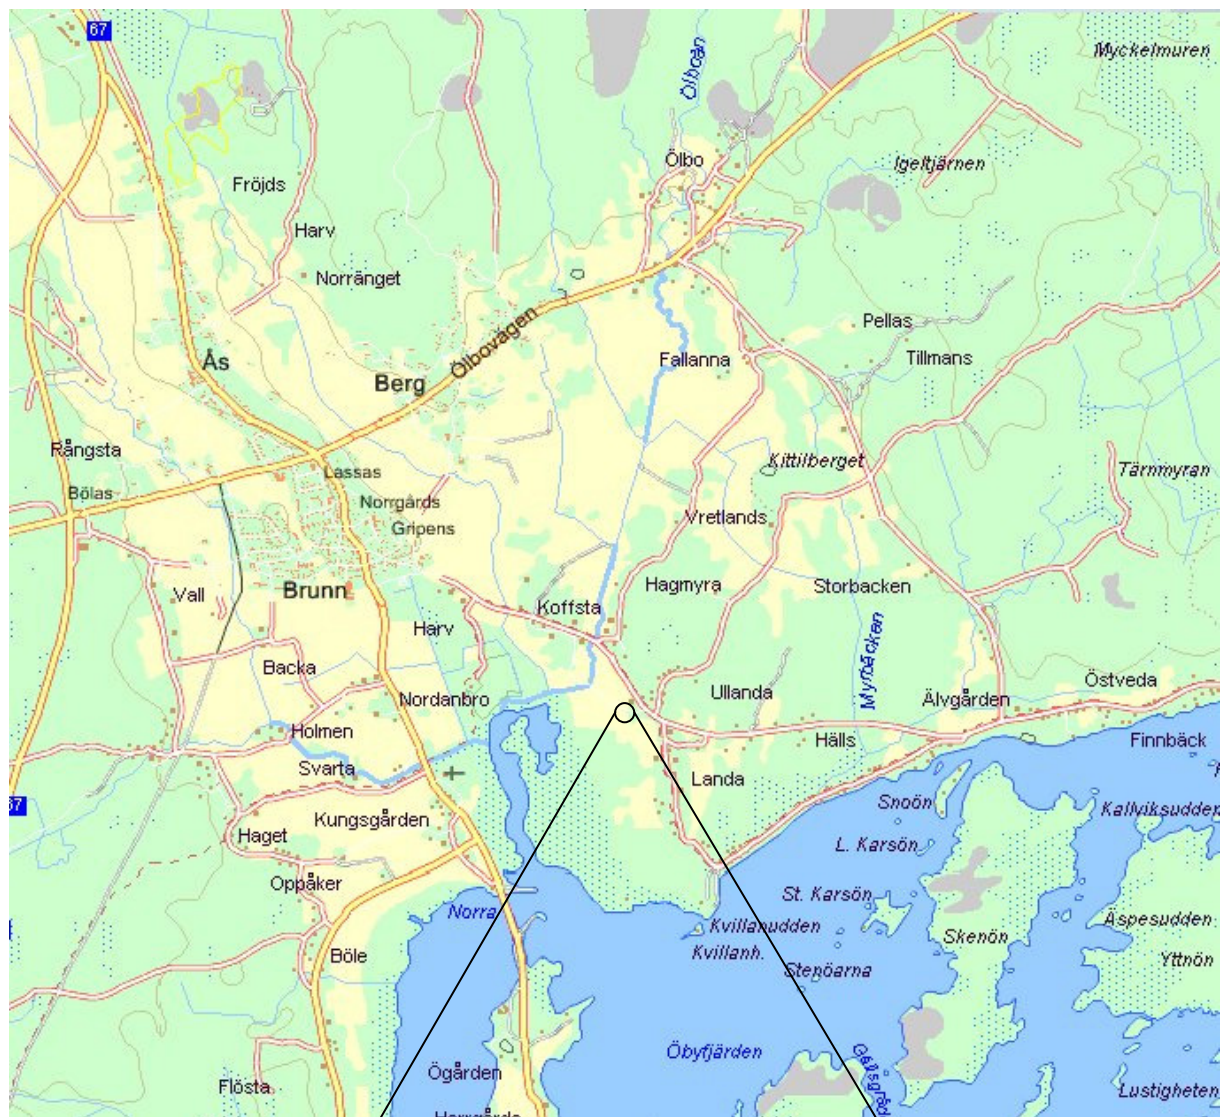 67
Ölboån
Myckelmuren
Ölbo
Igeltjärnen
Fröjds
Harv
Norränget
Pellas
Ölbovägen
Ås
Fallanna
Tillmans
Berg
Rångsta
Kittilberget
Lassas
Tärnmyran
Bölas
Norrgårds
Vretlands
Gripens
Vall
Brunn
Hagmyra
Storbacken
Koffsta
Harv
Myrbäcken
Backa
Nordanbro
Ullanda
Älvgården
Östveda
Holmen
Hälls
Finnbäck
Svarta
Landa
Snoön
Kungsgården
Kallviksudden
Haget
L. Karsön
Oppåker
St. Karsön
Norra
Kvillanudden
Skenön
Aspesudden
Böle
Kvillanh.
Stenöarna
Yttnön
Öbyfjärden
Ögården
Flösta
Lustigheten